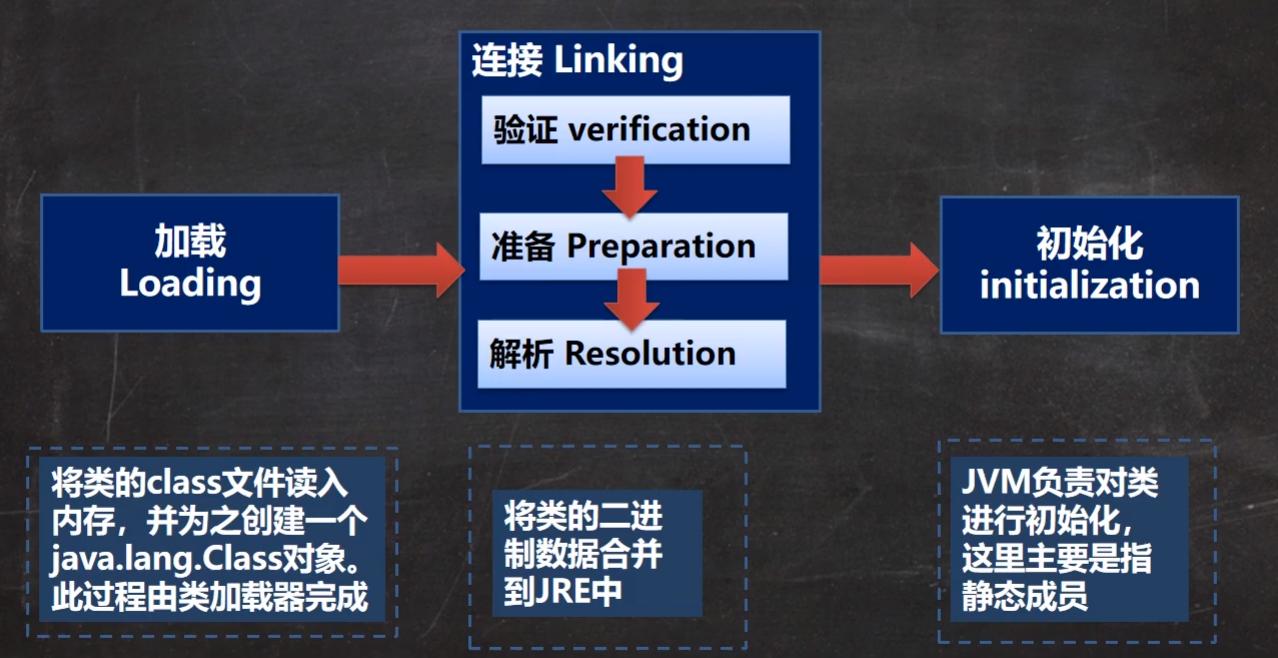 加载
Loading
连接 Linking
验证 verification
准备 Preparation
解析 Resolution
初始化
initialization
将类的class文件读入
内存，并为之创建一个
java.lang.Class对象。
此过程由类加载器完成
将类的二进
制数据合并
到JRE中
JVM负责对类
进行初始化，
这里主要是指
静态成员